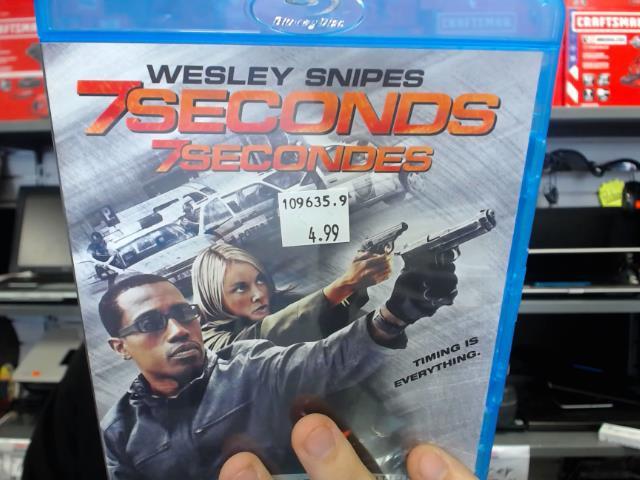 Blu-ray Disc
CRAFTSMAN
CRAFTSMAN
WESLEY SNIPES
7SECONDS
7SECONDES
109635.9
4.99
TIMING IS
EVERYTHING.